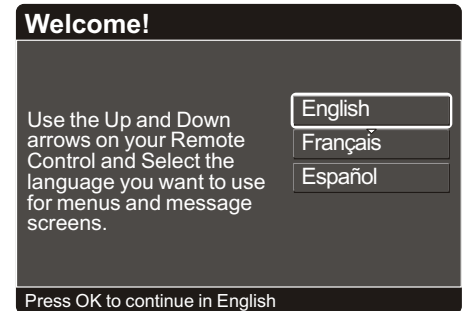 Welcome!
Use the Up and Down
arrows on your Remote
Control and Select the
language you want to use
for menus and message
screens.
English
Français
Español
Press OK to continue in English